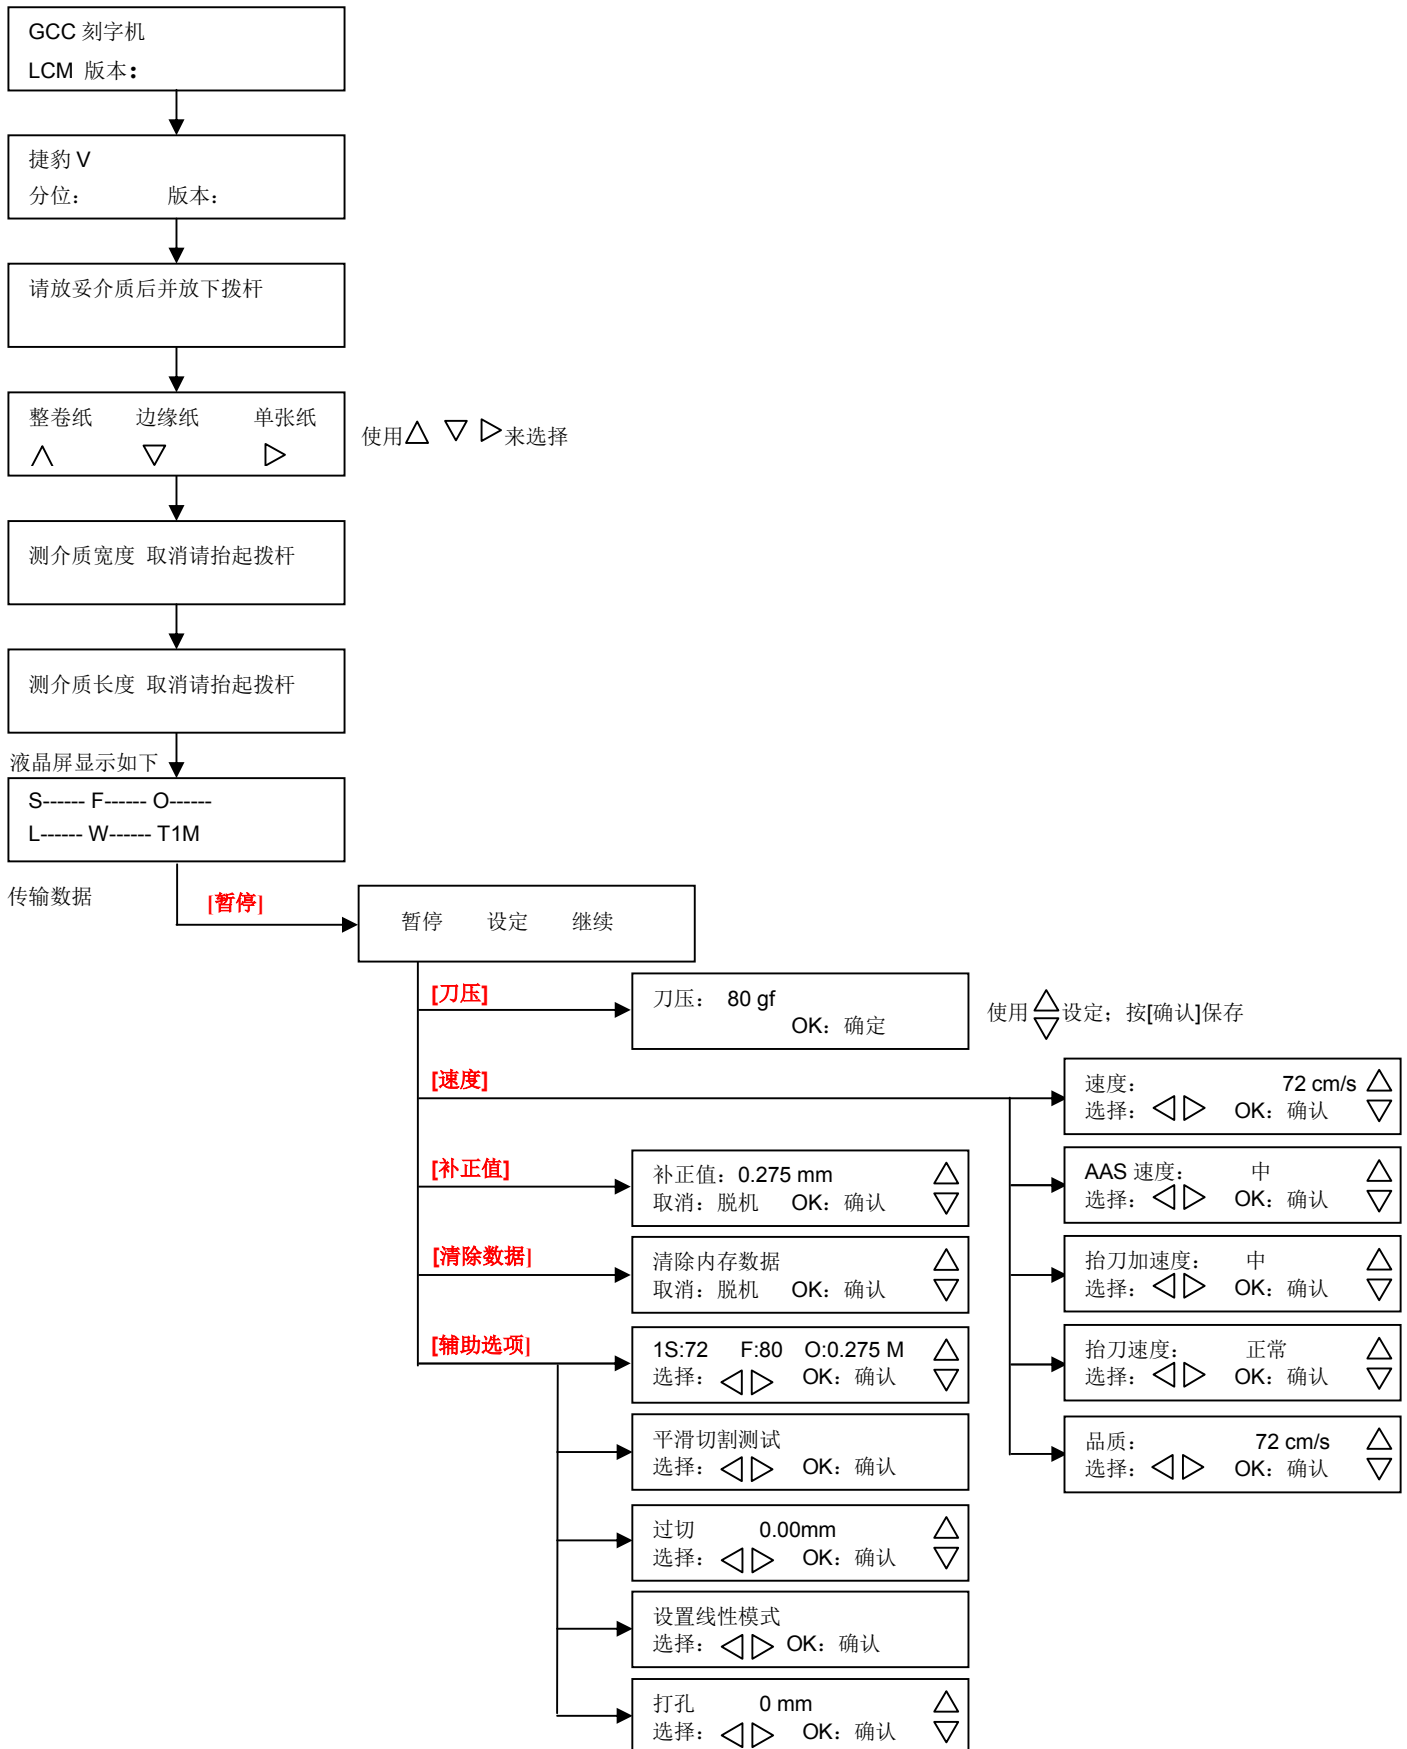 GCC 刻字机
LCM 版本：
捷豹 V
分位： 版本：
请放妥介质后并放下拨杆
整卷纸 边缘纸 单张纸
使用△ ▽ ▷来选择
测介质宽度 取消请抬起拨杆
测介质长度 取消请抬起拨杆
液晶屏显示如下
S------ F------ O------
L------ W------ T1M
传输数据
[暂停]
暂停 设定 继续
[刀压]
刀压： 80 gf
OK：确定
使用△▽设定；按[确认]保存
[速度]
速度： 72 cm/s △
选择：◁ ▷ OK：确认 ▽
AAS 速度： 中 △
选择：◁ ▷ OK：确认 ▽
抬刀加速度： 中 △
选择：◁ ▷ OK：确认 ▽
抬刀速度： 正常 △
选择：◁ ▷ OK：确认 ▽
品质： 72 cm/s △
选择：◁ ▷ OK：确认 ▽
[补正值]
补正值：0.275 mm △
取消：脱机 OK：确认 ▽
[清除数据]
清除内存数据 △
取消：脱机 OK：确认 ▽
[辅助选项]
1S:72 F:80 O:0.275 M △
选择：◁ ▷ OK：确认 ▽
平滑切割测试
选择：◁ ▷ OK：确认
过切 0.00mm △
选择：◁ ▷ OK：确认 ▽
设置线性模式
选择：◁ ▷ OK：确认
打孔 0 mm △
选择：◁ ▷ OK：确认 ▽